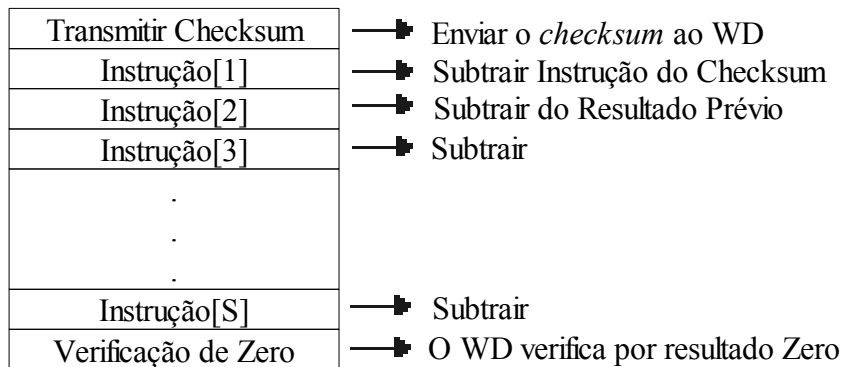 Transmitir Checksum Enviar o checksum ao WD
Instrução[1] Subtrair Instrução do Checksum
Instrução[2] Subtrair do Resultado Prévio
Instrução[3] Subtrair
.
.
.
Instrução[S] Subtrair
Verificação de Zero O WD verifica por resultado Zero